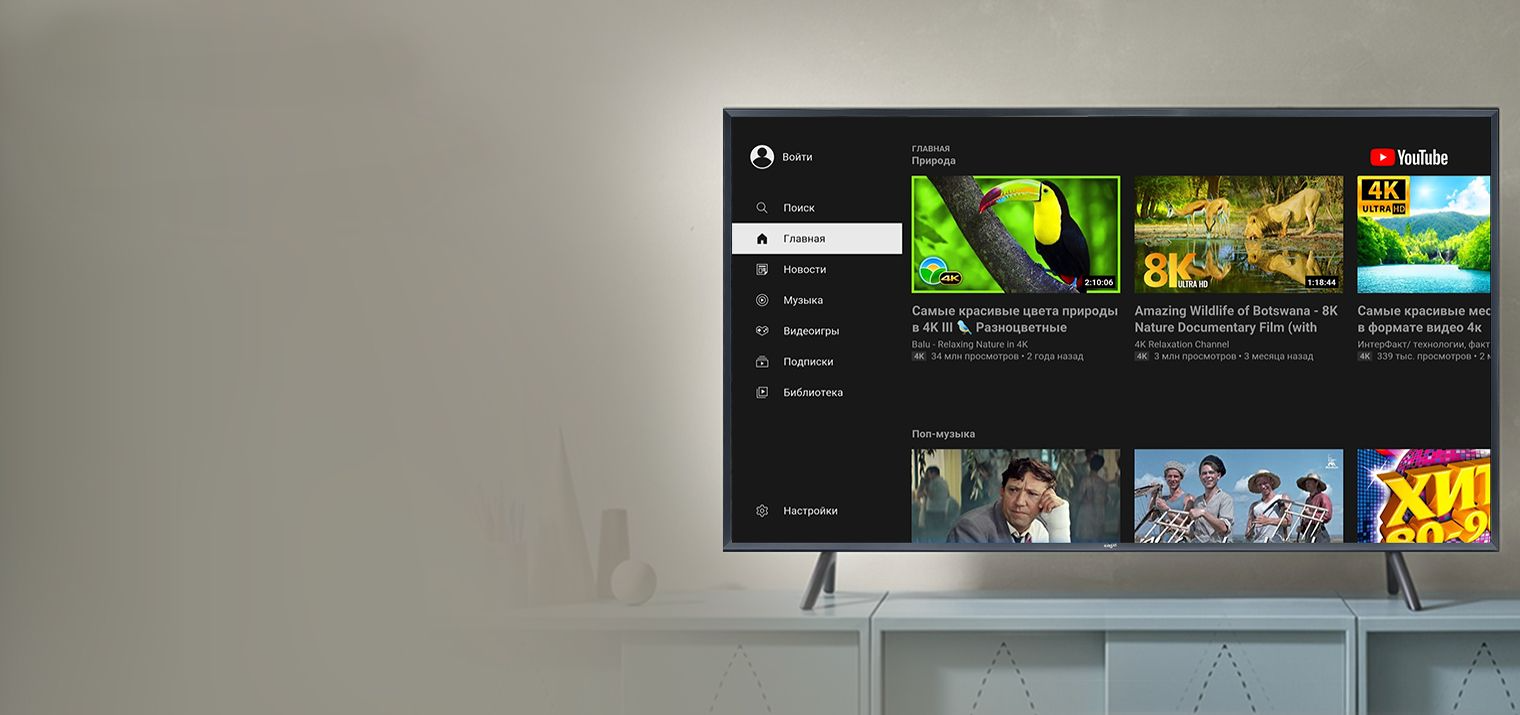 Войти
Поиск
Главная
Новости
Музыка
Видеоигры
Подписки
Библиотека
Настройки
ГЛАВНАЯ
Природа
YouTube
4K
2:10:06
8K
ULTRA HD
1:18:44
4K
ULTRA HD
Самые красивые цвета природы
в 4K III 🐦 Разноцветные
Balu - Relaxing Nature in 4K
4K 34 млн просмотров • 2 года назад
Amazing Wildlife of Botswana - 8K
Nature Documentary Film (with
4K Relaxation Channel
4K 3 млн просмотров • 3 месяца назад
Самые красивые мес
в формате видео 4к
ИнтерФакт/ технологии, факт
4K 339 тыс. просмотров • 2 м
Поп-музыка
ХИТ
80-9